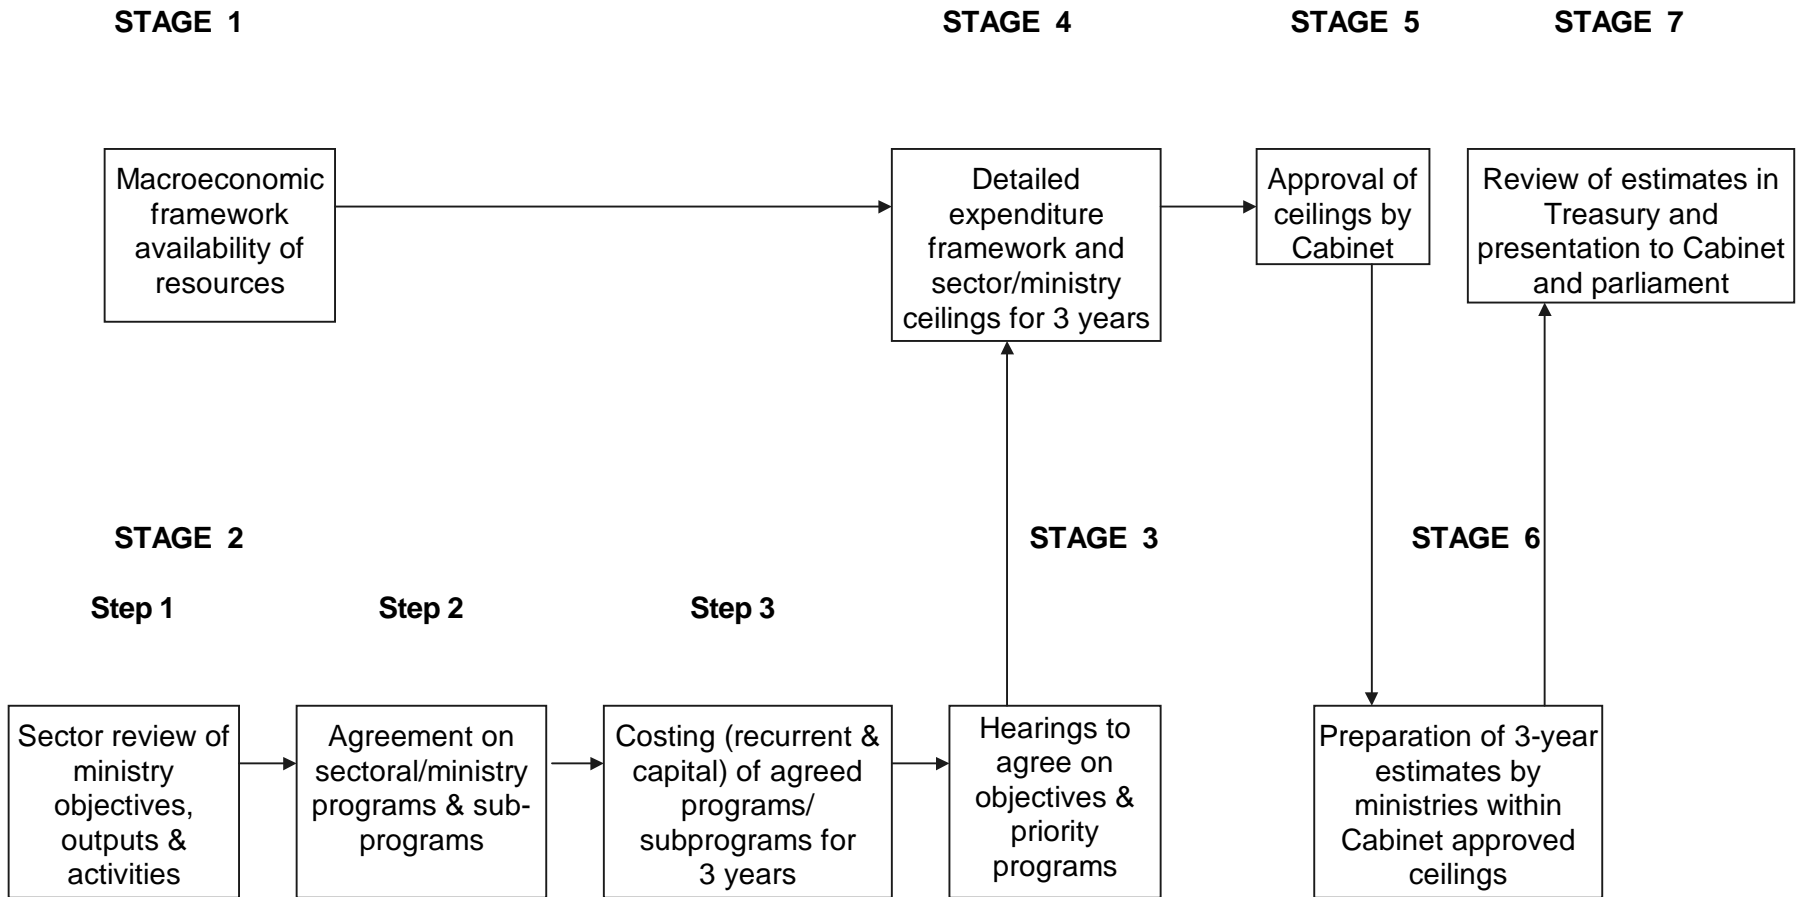 STAGE 1
STAGE 4
STAGE 5
STAGE 7
Macroeconomic
framework
availability of
resources
Detailed
expenditure
framework and
sector/ministry
ceilings for 3 years
Approval of
ceilings by
Cabinet
Review of estimates in
Treasury and
presentation to Cabinet
and parliament
STAGE 2
STAGE 3
STAGE 6
Step 1
Step 2
Step 3
Sector review of
ministry
objectives,
outputs &
activities
Agreement on
sectoral/ministry
programs & sub-
programs
Costing (recurrent &
capital) of agreed
programs/
subprograms for
3 years
Hearings to
agree on
objectives &
priority
programs
Preparation of 3-year
estimates by
ministries within
Cabinet approved
ceilings